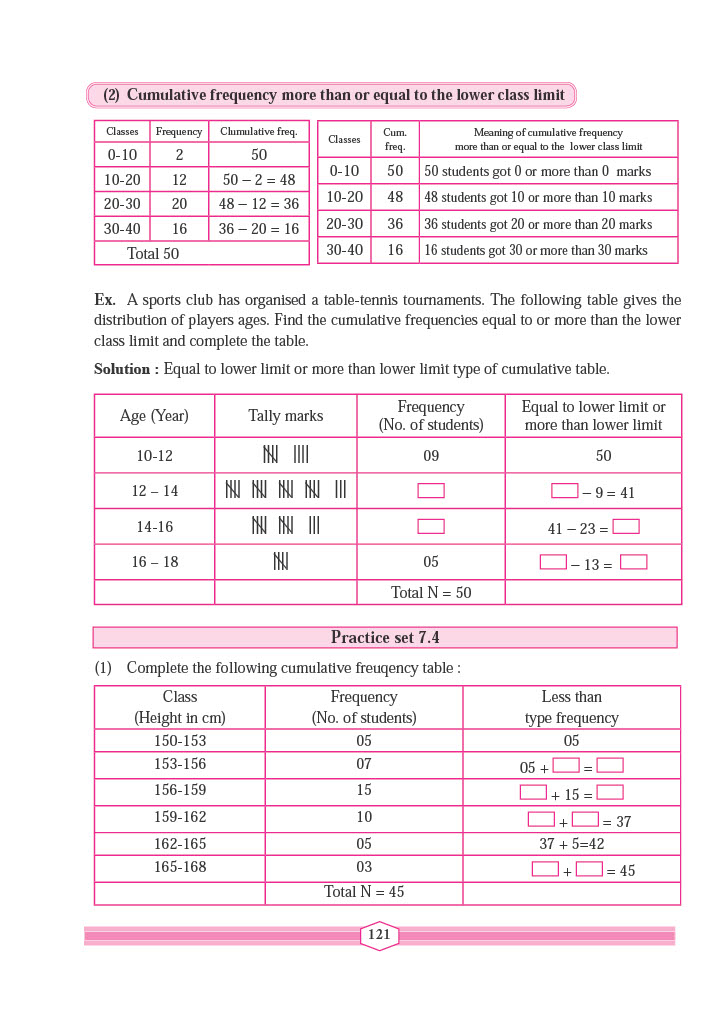 (2) Cumulative frequency more than or equal to the lower class limit
Classes Frequency Clumulative freq.
0-10 2 50
10-20 12 50 – 2 = 48
20-30 20 48 – 12 = 36
30-40 16 36 – 20 = 16
Total 50
Classes Cum. freq. Meaning of cumulative frequency
more than or equal to the lower class limit
0-10 50 50 students got 0 or more than 0 marks
10-20 48 48 students got 10 or more than 10 marks
20-30 36 36 students got 20 or more than 20 marks
30-40 16 16 students got 30 or more than 30 marks
Ex. A sports club has organised a table-tennis tournaments. The following table gives the
distribution of players ages. Find the cumulative frequencies equal to or more than the lower
class limit and complete the table.
Solution : Equal to lower limit or more than lower limit type of cumulative table.
Age (Year) Tally marks Frequency (No. of students) Equal to lower limit or more than lower limit
10-12 09 50
12 – 14 – 9 = 41
14-16 41 – 23 =
16 – 18 05 – 13 =
Total N = 50
Practice set 7.4
(1) Complete the following cumulative freuqency table :
Class Frequency Less than
(Height in cm) (No. of students) type frequency
150-153 05 05
153-156 07 05 + =
156-159 15 + 15 =
159-162 10 + = 37
162-165 05 37 + 5=42
165-168 03 + = 45
Total N = 45
121